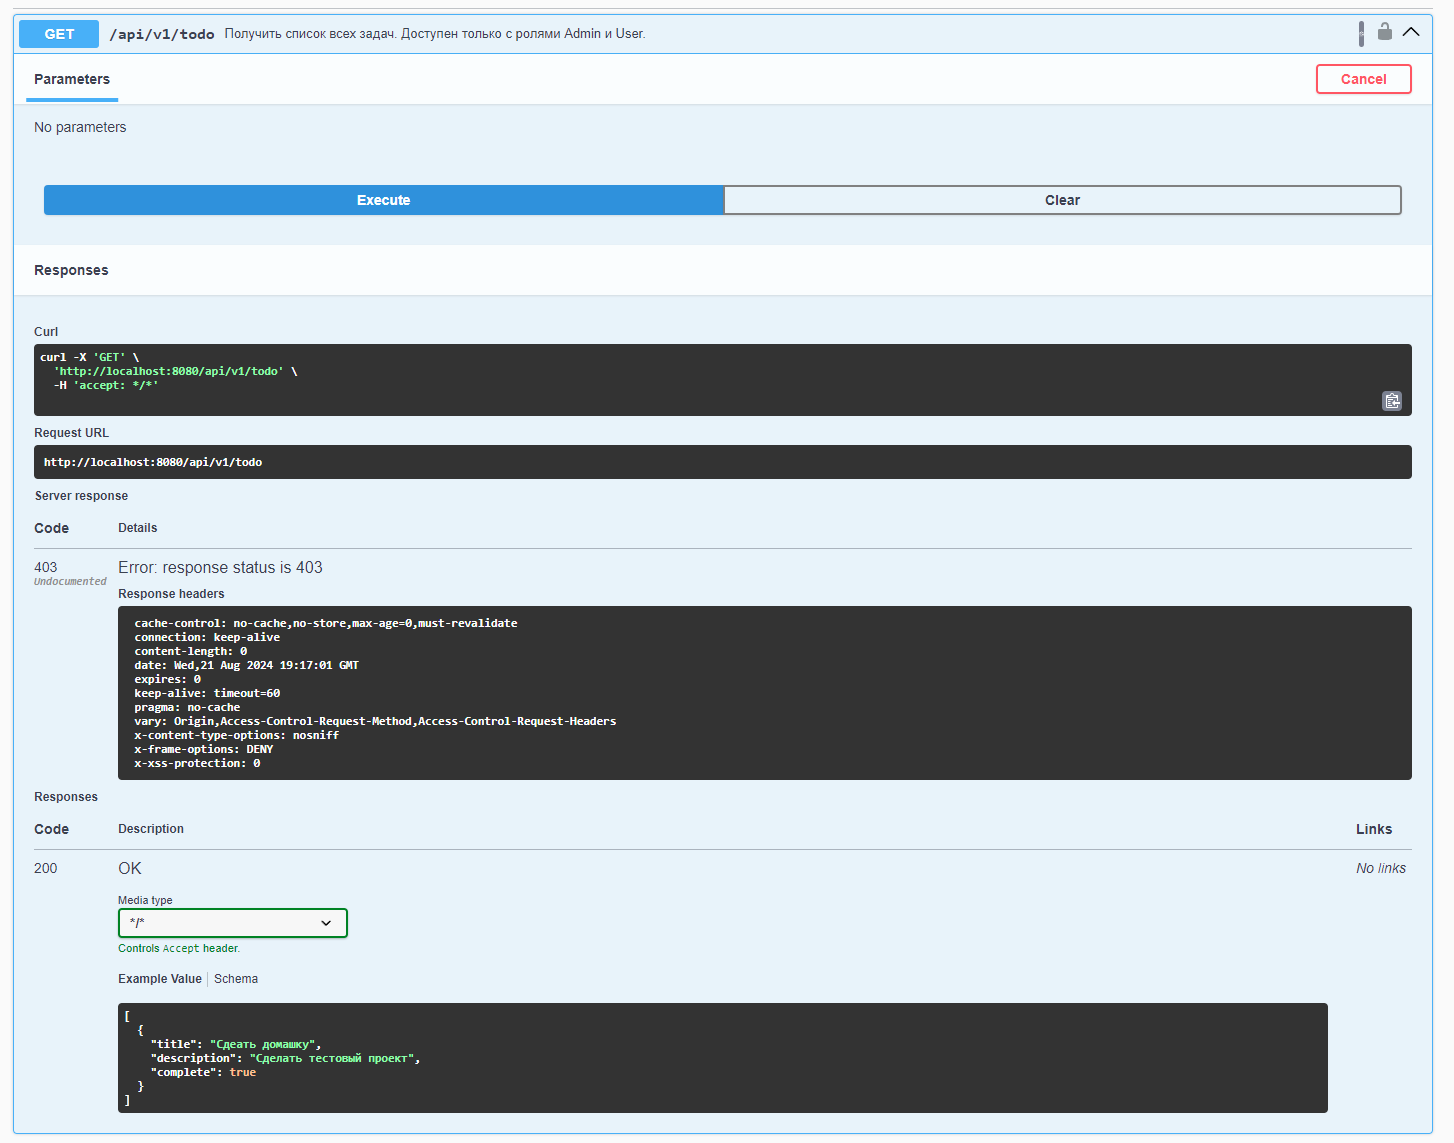 GET /api/v1/todo Получить список всех задач. Доступен только с ролями Admin и User.
Parameters
Cancel
No parameters
Execute
Clear
Responses
Curl
curl -X 'GET' \
'http://localhost:8080/api/v1/todo' \
-H 'accept: */*'
Request URL
http://localhost:8080/api/v1/todo
Server response
Code Details
403 Error: response status is 403
Undocumented
Response headers
cache-control: no-cache,no-store,max-age=0,must-revalidate
connection: keep-alive
content-length: 0
date: Wed,21 Aug 2024 19:17:01 GMT
expires: 0
keep-alive: timeout=60
pragma: no-cache
vary: Origin,Access-Control-Request-Method,Access-Control-Request-Headers
x-content-type-options: nosniff
x-frame-options: DENY
x-xss-protection: 0
Responses
Code Description Links
200 OK No links
Media type
*/*
Controls Accept header.
Example Value Schema
[
{
"title": "Сдеать домашку",
"description": "Сделать тестовый проект",
"complete": true
}
]